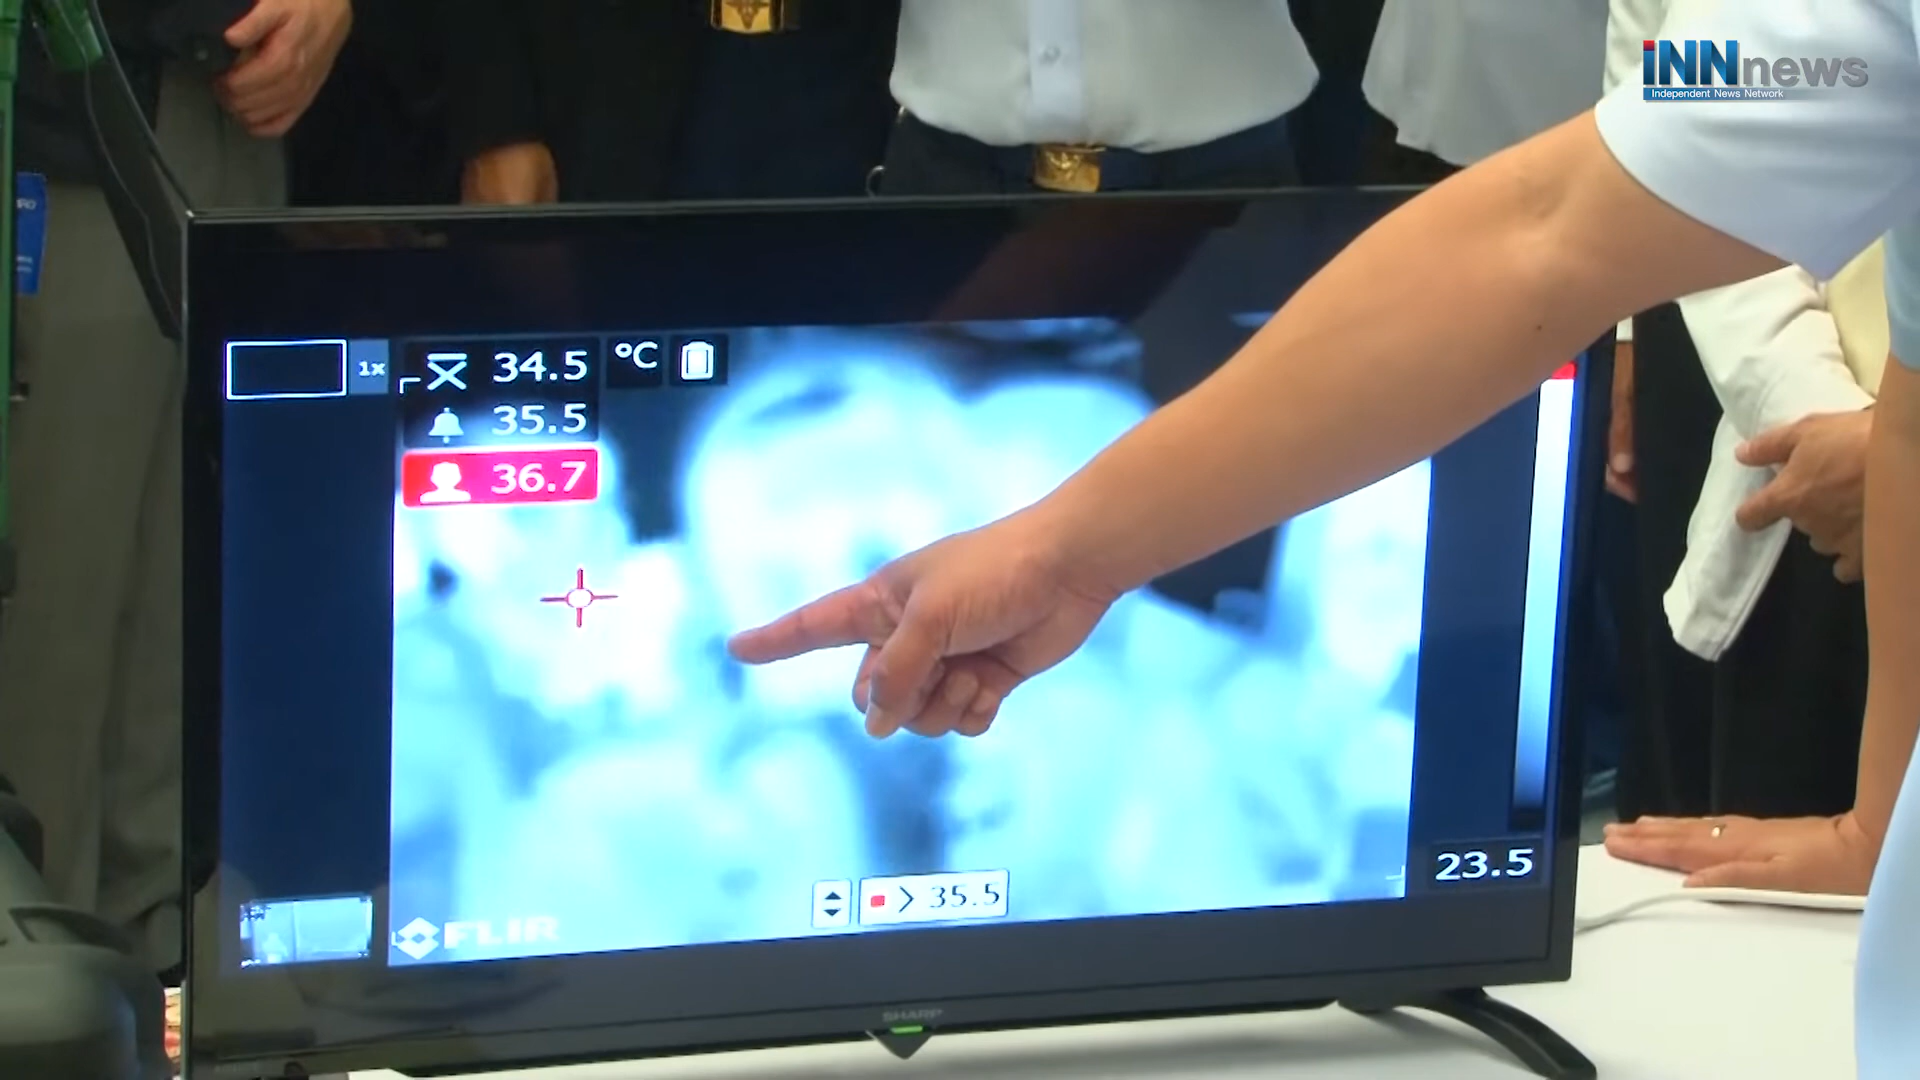 iNNnews
Independent News Network
1x
34.5
°C
35.5
36.7
23.5
> 35.5
FLIR
SHARP